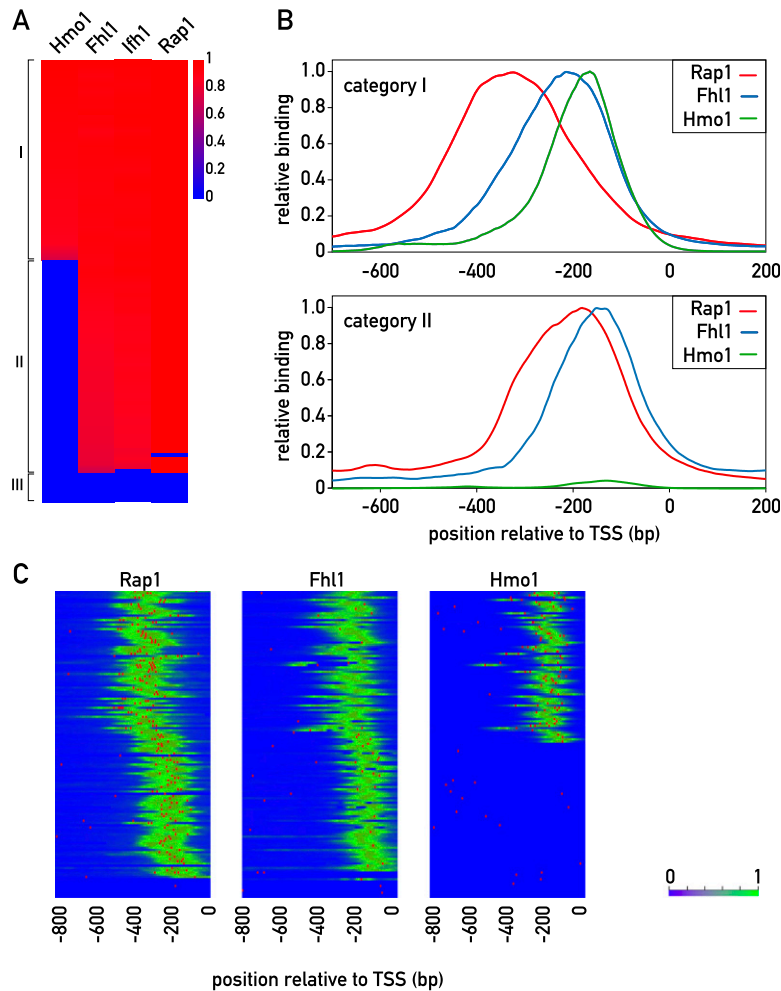 A
Hmo1 Fhl1 Ifh1 Rap1
1
0.8
0.6
0.4
0.2
0
I
II
III
B
category I
Rap1
Fhl1
Hmo1
relative binding
1.0
0.8
0.6
0.4
0.2
0
-600 -400 -200 0 200
category II
Rap1
Fhl1
Hmo1
relative binding
1.0
0.8
0.6
0.4
0.2
0
-600 -400 -200 0 200
position relative to TSS (bp)
C
Rap1 Fhl1 Hmo1
-800 -600 -400 -200 0 -800 -600 -400 -200 0 -800 -600 -400 -200 0
0 1
position relative to TSS (bp)